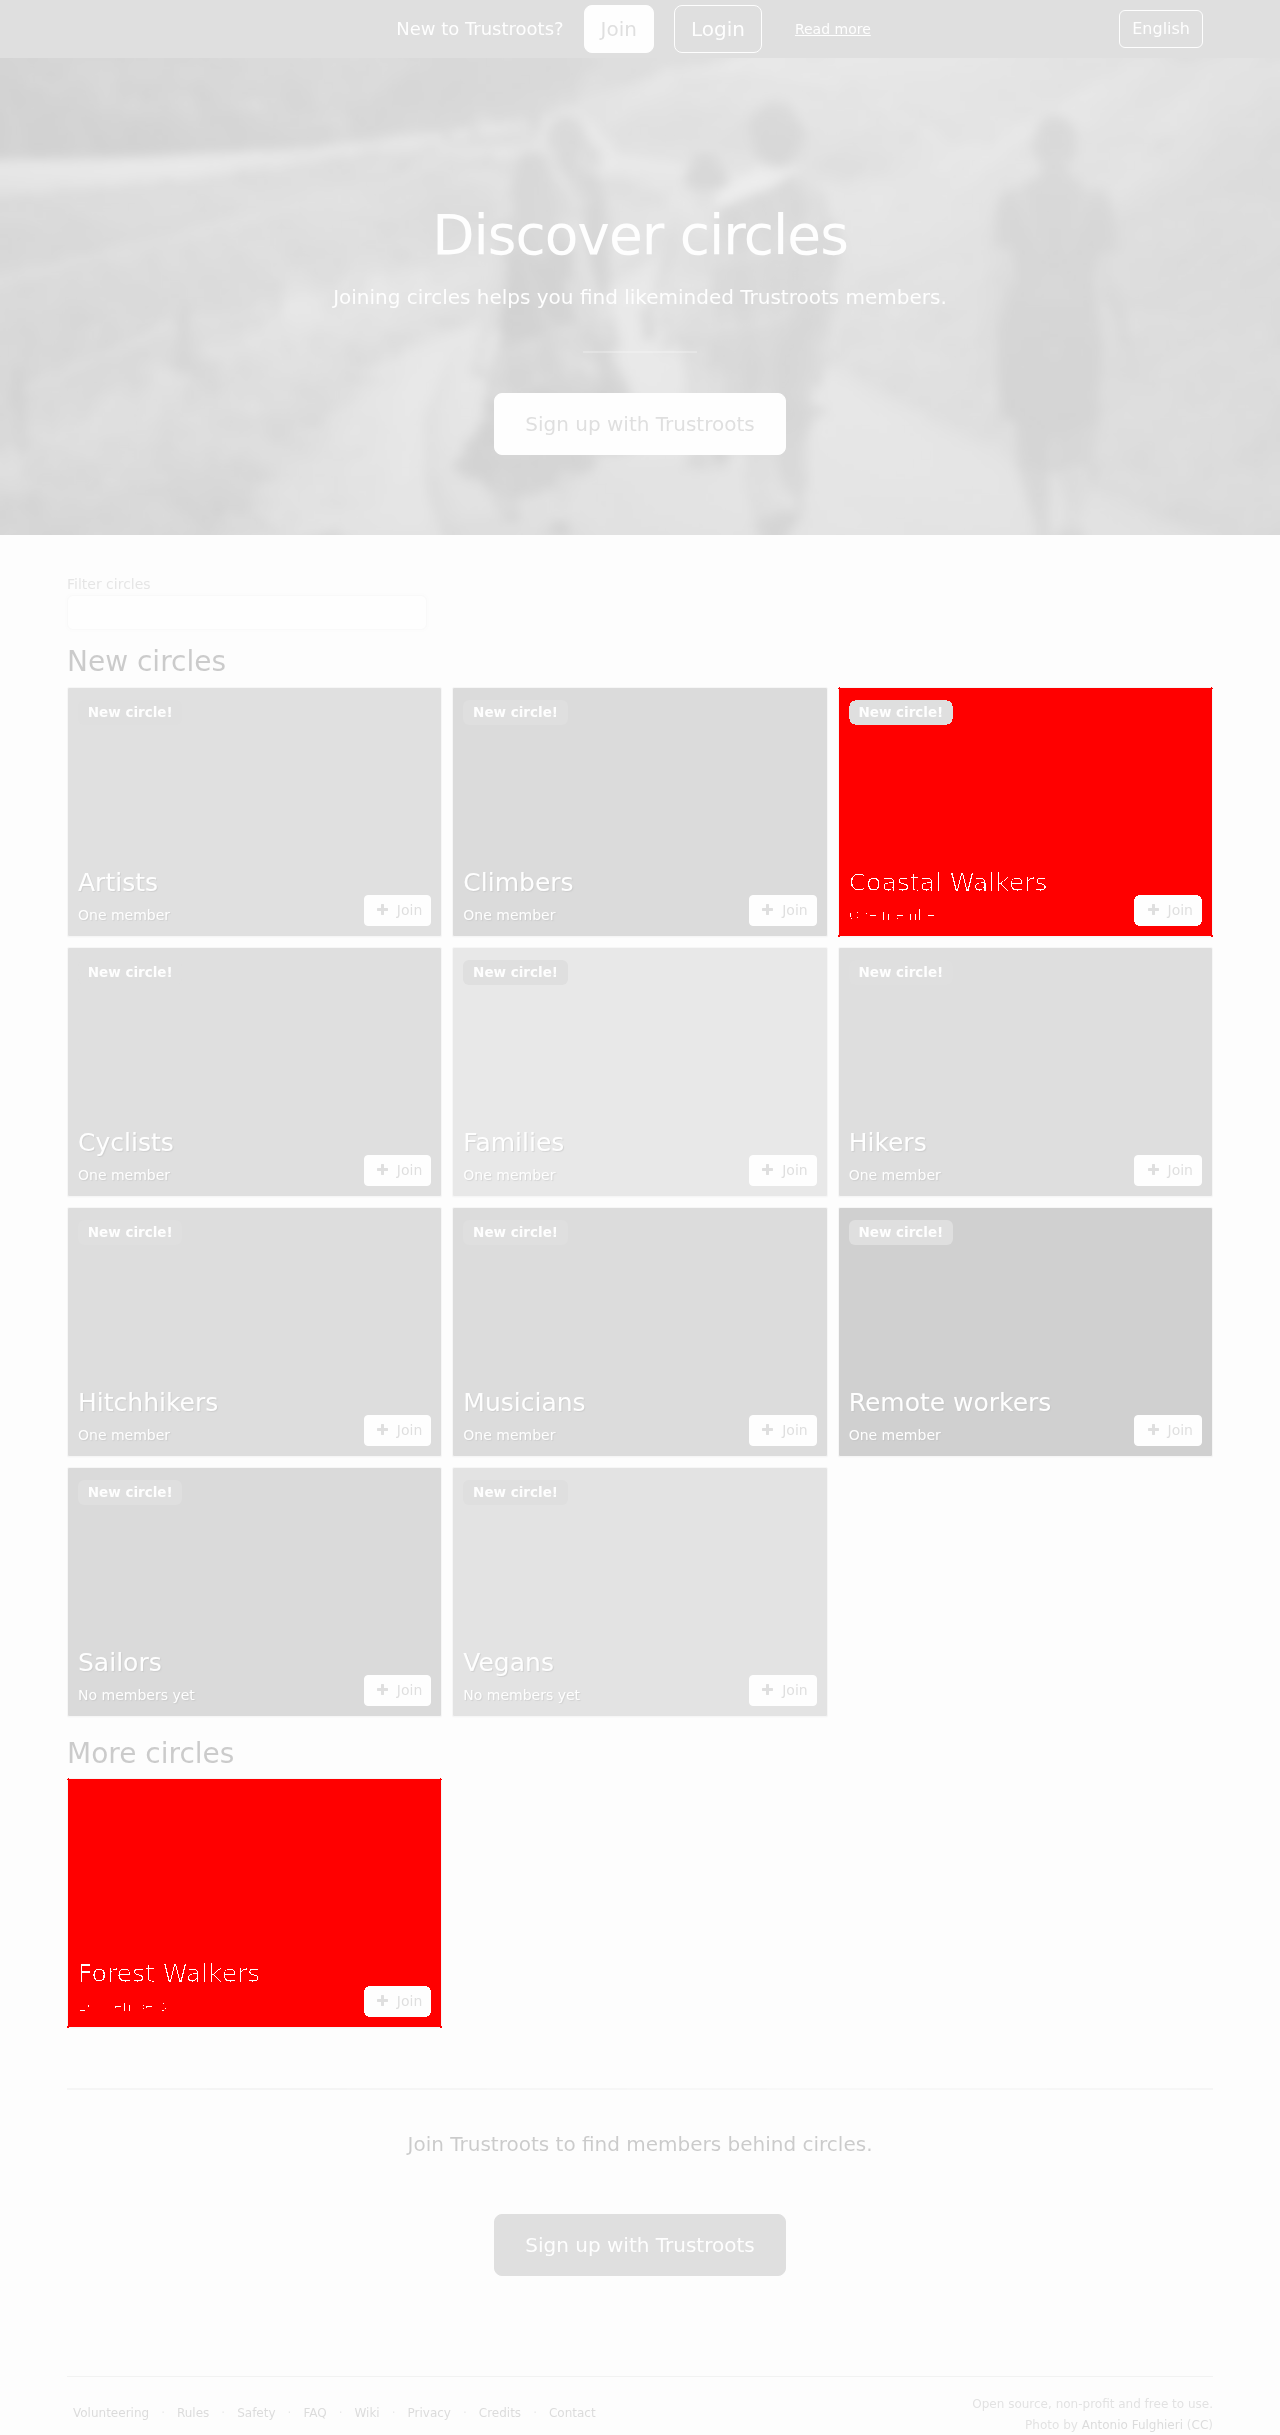 New to Trustroots? Join Login Read more English
Discover circles
Joining circles helps you find likeminded Trustroots members.
Sign up with Trustroots
Filter circles
New circles
New circle! New circle! New circle!
Artists Climbers Coastal Walkers
One member Join One member Join Join
New circle! New circle! New circle!
Cyclists Families Hikers
One member Join One member Join One member Join
New circle! New circle! New circle!
Hitchhikers Musicians Remote workers
One member Join One member Join One member Join
New circle! New circle!
Sailors Vegans
No members yet Join No members yet Join
More circles
Forest Walkers
Join
Join Trustroots to find members behind circles.
Sign up with Trustroots
Open source, non-profit and free to use.
Volunteering · Rules · Safety · FAQ · Wiki · Privacy · Credits · Contact
Photo by Antonio Fulghieri (CC)